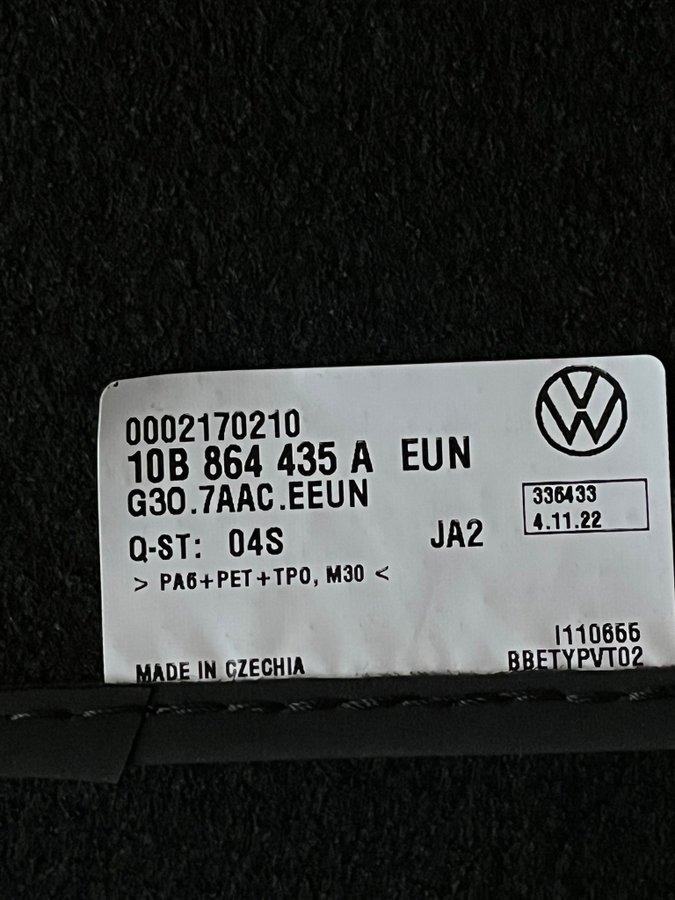 0002170210
10B 864 435 A EUN
G30.7AAC.EEUN
336433
4.11.22
Q-ST: 04S JA2
> PA6+PET+TPO, M30 <
I110666
BBETYPVT02
MADE IN CZECHIA